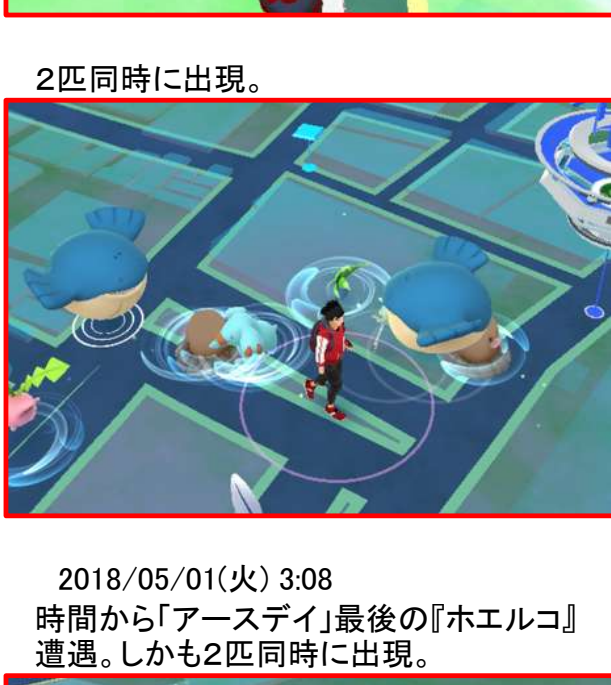 ２匹同時に出現。
2018/05/01(火) 3:08
時間から「アースデイ」最後の『ホエルコ』
遭遇。しかも２匹同時に出現。